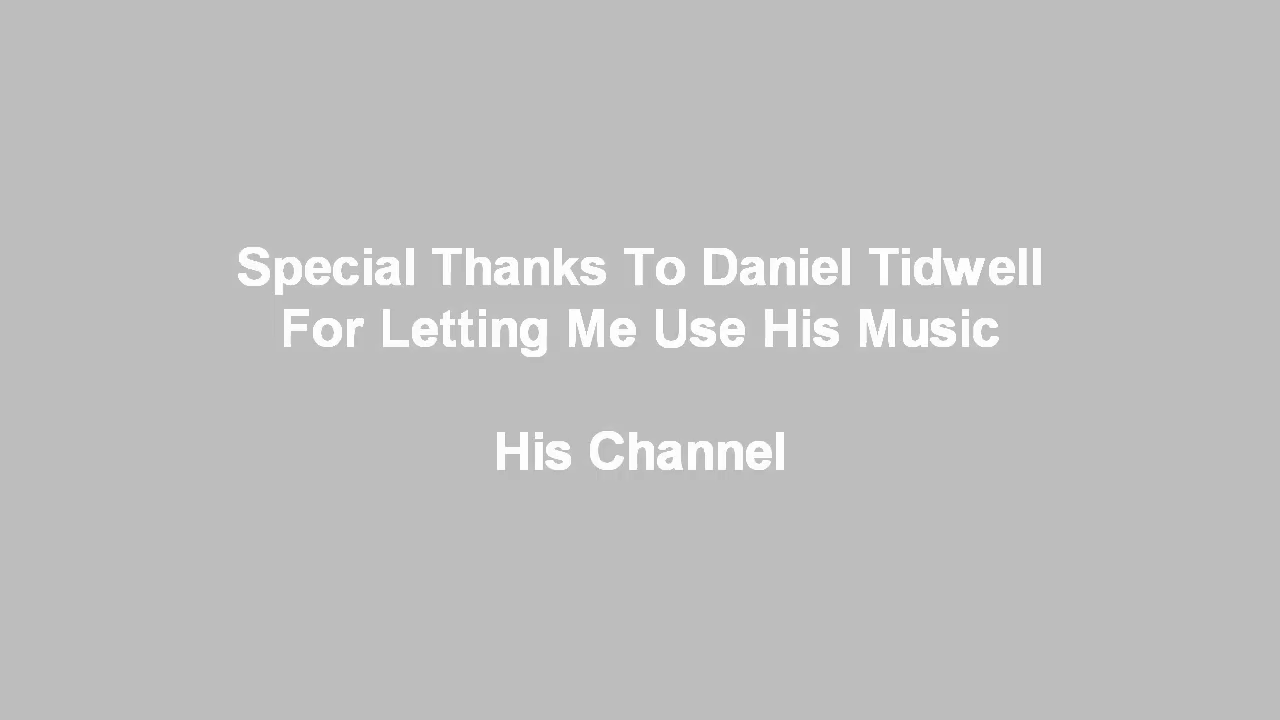 Special Thanks To Daniel Tidwell
For Letting Me Use His Music
His Channel